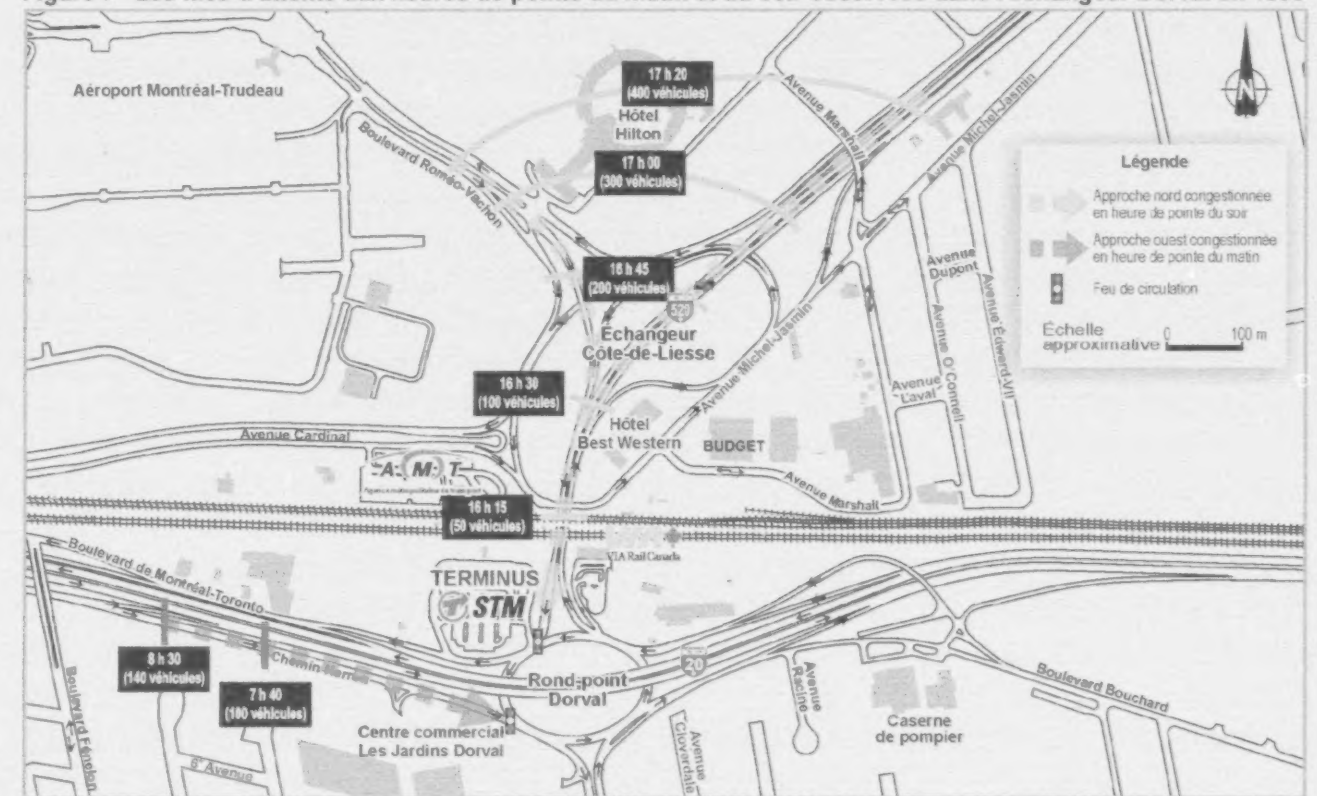 Aéroport Montréal-Trudeau
17 h 20
(400 véhicules)
Hôtel
Hilton
17 h 00
(300 véhicules)
Boulevard Roméo-Vachon
Avenue Marshall
Avenue Michel-Jasmin
N
Légende
Approche nord congestionnée
en heure de pointe du soir
Approche ouest congestionnée
en heure de pointe du matin
Feu de circulation
Échelle
approximative
0
100 m
16 45
(200 véhicules)
Échangeur
Côte-de-Liesse
Avenue Michel-Jasmin
Avenue
Dupont
Avenue Edward-VII
Avenue O'Connell
Avenue
Laval
16 h 30
(100 véhicules)
Hôtel
Best Western
BUDGET
Avenue Cardinal
A M T
Avenue Marshall
16 h 15
(50 véhicules)
VIA Rail Canada
Boulevard de Montréal-Toronto
TERMINUS
STM
8 h 30
(140 véhicules)
7 h 40
(180 véhicules)
Chemin
Rond-point
Dorval
20
Boulevard Fénelon
6e Avenue
Centre commercial
Les Jardins Dorval
Avenue
Cloverdale
Avenue
Racine
Caserne
de pompier
Boulevard Bouchard